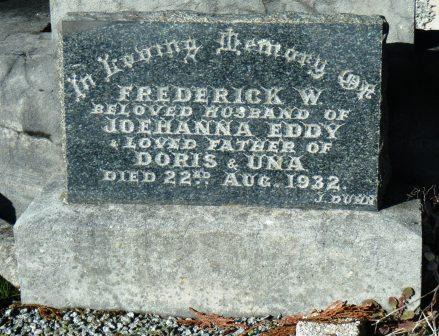 In Loving Memory Of
FREDERICK W
BELOVED HUSBAND OF
JOEHANNA EDDY
& LOVED FATHER OF
DORIS & UNA
DIED 22ND AUG. 1932.
J. DUNN